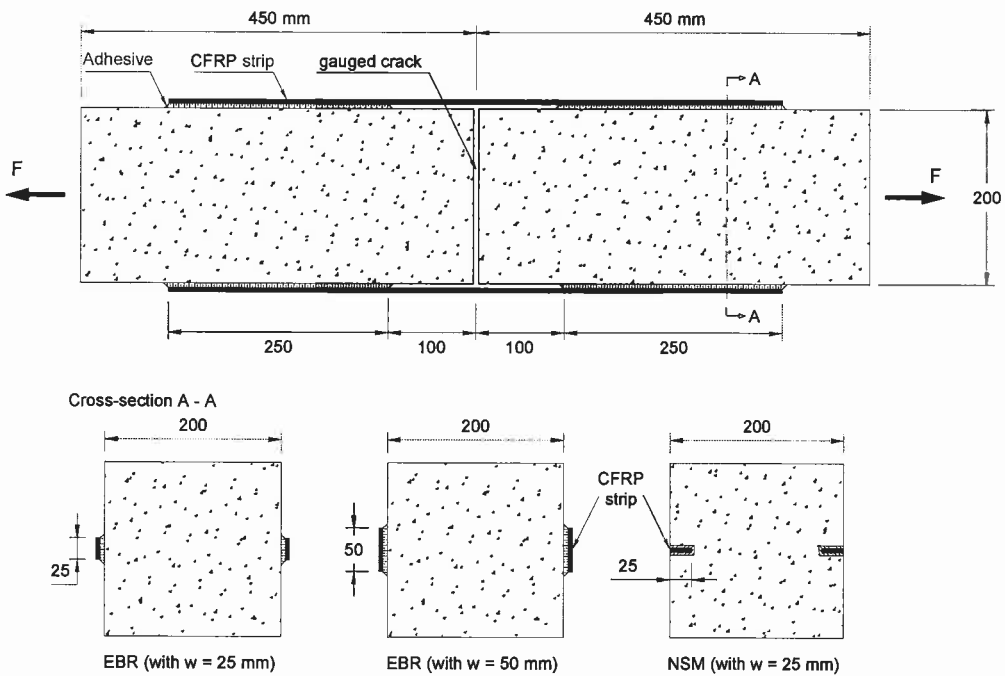 450 mm 450 mm
Adhesive CFRP strip gauged crack A
F F
200
A
250 100 100 250
Cross-section A - A
200 200 200
CFRP
strip
25 50 25
EBR (with w = 25 mm) EBR (with w = 50 mm) NSM (with w = 25 mm)